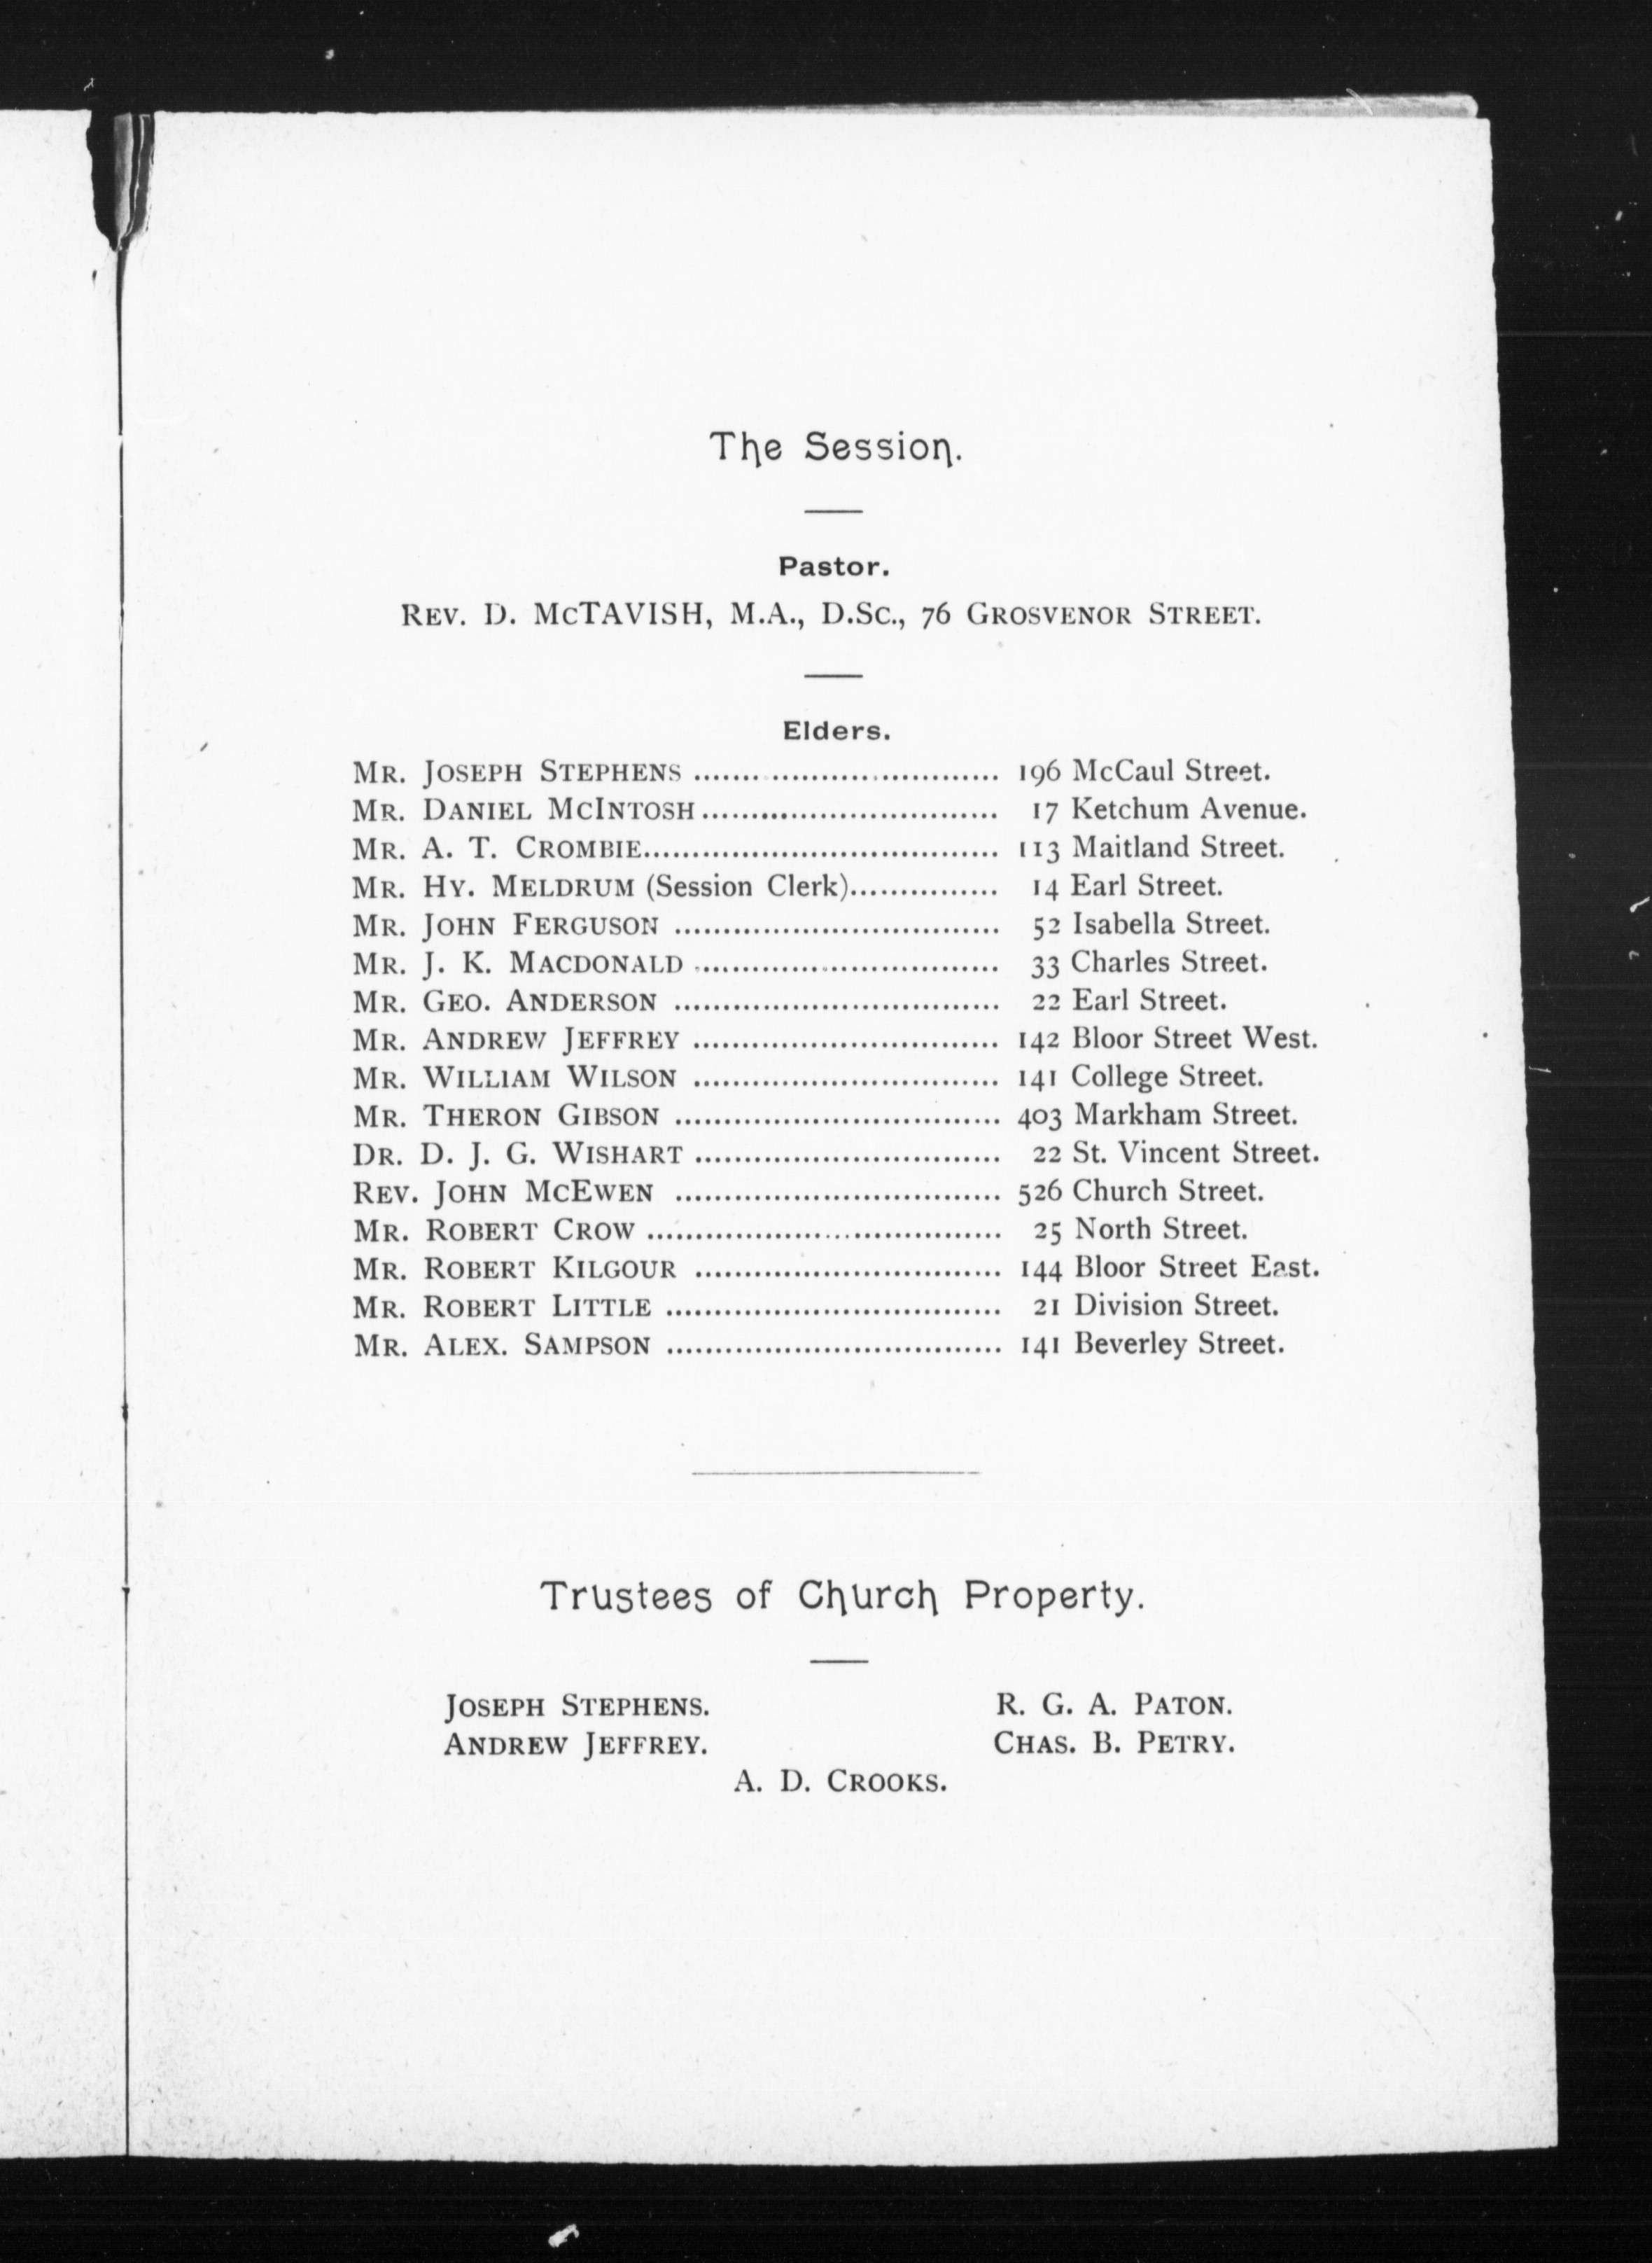 The Session.
Pastor.
REV. D. McTAVISH, M.A., D.SC., 76 GROSVENOR STREET.
Elders.
MR. JOSEPH STEPHENS ................................ 196 McCaul Street.
MR. DANIEL MCINTOSH ............................... 17 Ketchum Avenue.
MR. A. T. CROMBIE..................................... 113 Maitland Street.
MR. HY. MELDRUM (Session Clerk)............... 14 Earl Street.
MR. JOHN FERGUSON .................................. 52 Isabella Street.
MR. J. K. MACDONALD ................................ 33 Charles Street.
MR. GEO. ANDERSON .................................. 22 Earl Street.
MR. ANDREW JEFFREY ................................ 142 Bloor Street West.
MR. WILLIAM WILSON ................................ 141 College Street.
MR. THERON GIBSON .................................. 403 Markham Street.
DR. D. J. G. WISHART ................................ 22 St. Vincent Street.
REV. JOHN MCEWEN .................................. 526 Church Street.
MR. ROBERT CROW ..................................... 25 North Street.
MR. ROBERT KILGOUR ................................ 144 Bloor Street East.
MR. ROBERT LITTLE ................................... 21 Division Street.
MR. ALEX. SAMPSON ................................... 141 Beverley Street.
Trustees of Church Property.
JOSEPH STEPHENS. R. G. A. PATON.
ANDREW JEFFREY. CHAS. B. PETRY.
A. D. CROOKS.